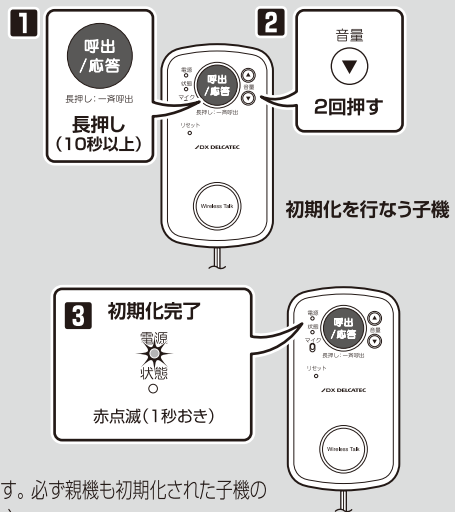 1
呼出
/応答
長押し:一斉呼出
長押し
(10秒以上)
2
音量
▼
2回押す
電源
状態
マイク
呼出
/応答
音量
長押し:一斉呼出
リセット
DX DELCATEC
Wireless Talk
初期化を行なう子機
3
初期化完了
電源
状態
赤点滅(1秒おき)
電源
状態
マイク
呼出
/応答
音量
長押し:一斉呼出
リセット
DX DELCATEC
Wireless Talk
す。必ず親機も初期化された子機の